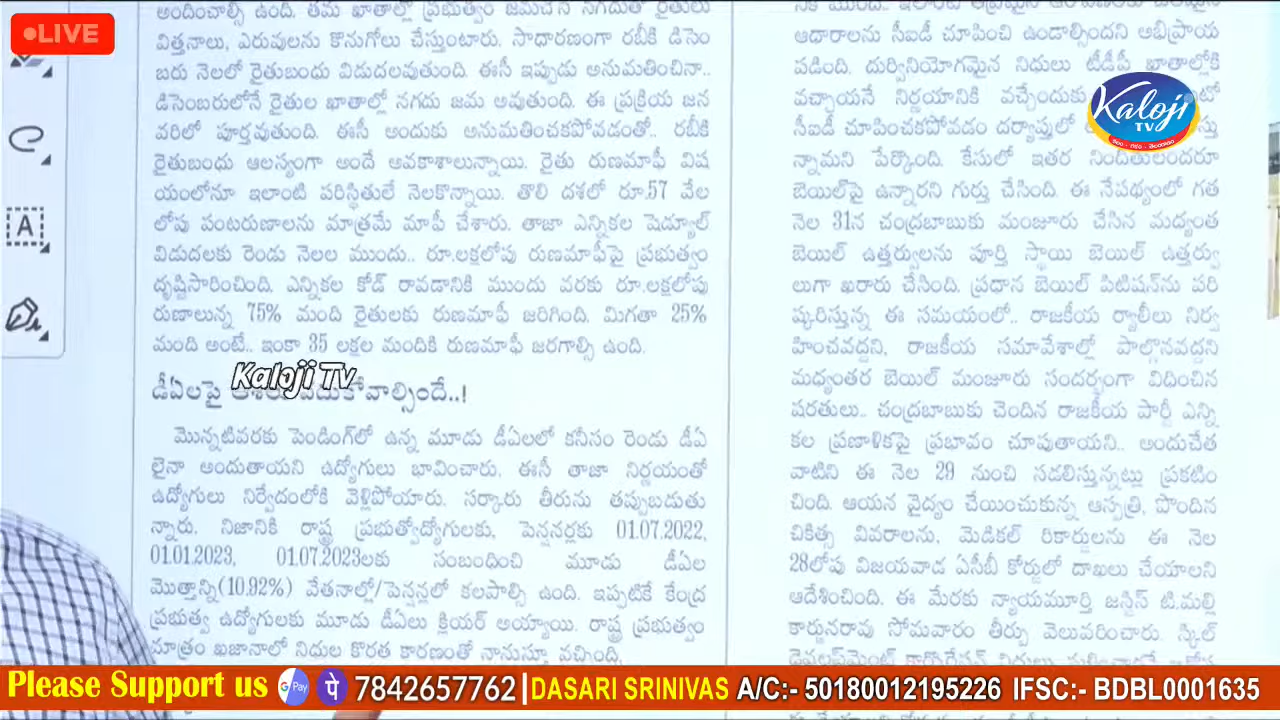 LIVE
అందించాల్సి ఉంది. తమ ఖాతాల్లో ప్రభుత్వం జమచేసే నగదుతో రైతులు
విత్తనాలు, ఎరువులను కొనుగోలు చేస్తుంటారు. సాధారణంగా రబీకి డిసెం
బరు నెలలో రైతుబంధు విడుదలవుతుంది. ఈసీ ఇప్పుడు అనుమతించినా..
డిసెంబరులోనే రైతుల ఖాతాల్లో నగదు జమ అవుతుంది. ఈ ప్రక్రియ జన
వరిలో పూర్తవుతుంది. ఈసీ అందుకు అనుమతించకపోవడంతో.. రబీకి
రైతుబంధు ఆలస్యంగా అందే అవకాశాలున్నాయి. రైతు రుణమాఫీ విష
యంలోనూ ఇలాంటి పరిస్థితులే నెలకొన్నాయి. తొలి దశలో రూ.57 వేల
లోపు పంటరుణాలను మాత్రమే మాఫీ చేశారు. తాజా ఎన్నికల షెడ్యూల్
విడుదలకు రెండు నెలల ముందు.. రూ.లక్షలోపు రుణమాఫీపై ప్రభుత్వం
దృష్టిసారించింది. ఎన్నికల కోడ్ రావడానికి ముందు వరకు రూ.లక్షలోపు
రుణాలున్న 75% మంది రైతులకు రుణమాఫీ జరిగింది. మిగతా 25%
మంది అంటే.. ఇంకా 35 లక్షల మందికి రుణమాఫీ జరగాల్సి ఉంది.
Kaloji Tv
డీఏలపై
మొన్నటివరకు పెండింగ్‌లో ఉన్న మూడు డీఏలలో కనీసం రెండు డీఏ
లైనా అందుతాయని ఉద్యోగులు భావించారు. ఈసీ తాజా నిర్ణయంతో
ఉద్యోగులు నిర్వేదంలోకి వెళ్లిపోయారు. సర్కారు తీరును తప్పుబడుతు
న్నారు. నిజానికి రాష్ట్ర ప్రభుత్వోద్యోగులకు, పెన్షనర్లకు 01.07.2022,
01.01.2023, 01.07.2023లకు సంబంధించి మూడు డీఏల
మొత్తాన్ని(10.92%) వేతనాల్లో/పెన్షన్లలో కలపాల్సి ఉంది. ఇప్పటికే కేంద్ర
ప్రభుత్వ ఉద్యోగులకు మూడు డీఏలు క్లియర్ అయ్యాయి. రాష్ట్ర ప్రభుత్వం
మాత్రం ఖజానాలో నిధుల కొరత కారణంతో నానుస్తూ వచ్చింది.
ఆధారాలను సీఐడీ చూపించి ఉండాల్సిందని అభిప్రాయ
పడింది. దుర్వినియోగమైన నిధులు టీడీపీ ఖాతాల్లోకి
వచ్చాయనే నిర్ణయానికి వచ్చేందుకు
సీఐడీ చూపించకపోవడం దర్యాప్తులో
న్నామని పేర్కొంది. కేసులో ఇతర నిందితులందరూ
బెయిల్‌పై ఉన్నారని గుర్తు చేసింది. ఈ నేపథ్యంలో గత
నెల 31న చంద్రబాబుకు మంజూరు చేసిన మధ్యంత
బెయిల్ ఉత్తర్వులను పూర్తి స్థాయి బెయిల్ ఉత్తర్వు
లుగా ఖరారు చేసింది. ప్రధాన బెయిల్ పిటిషన్‌ను పరి
ష్కరిస్తున్న ఈ సమయంలో.. రాజకీయ ర్యాలీలు నిర్వ
హించవద్దని, రాజకీయ సమావేశాల్లో పాల్గొనవద్దని
మధ్యంతర బెయిల్ మంజూరు సందర్భంగా విధించిన
షరతులు.. చంద్రబాబుకు చెందిన రాజకీయ పార్టీ ఎన్ని
కల ప్రణాళికపై ప్రభావం చూపుతాయని.. అందుచేత
వాటిని ఈ నెల 29 నుంచి సడలిస్తున్నట్లు ప్రకటిం
చింది. ఆయన వైద్యం చేయించుకున్న ఆస్పత్రి, పొందిన
చికిత్స వివరాలను, మెడికల్ రికార్డులను ఈ నెల
28లోపు విజయవాడ ఏసీబీ కోర్టులో దాఖలు చేయాలని
ఆదేశించింది. ఈ మేరకు న్యాయమూర్తి జస్టిస్ టి.మల్లి
కార్జునరావు సోమవారం తీర్పు వెలువరించారు. స్కిల్
Kaloji
TV
Please Support us G Pay 7842657762 | DASARI SRINIVAS A/C:- 50180012195226 IFSC:- BDBL0001635